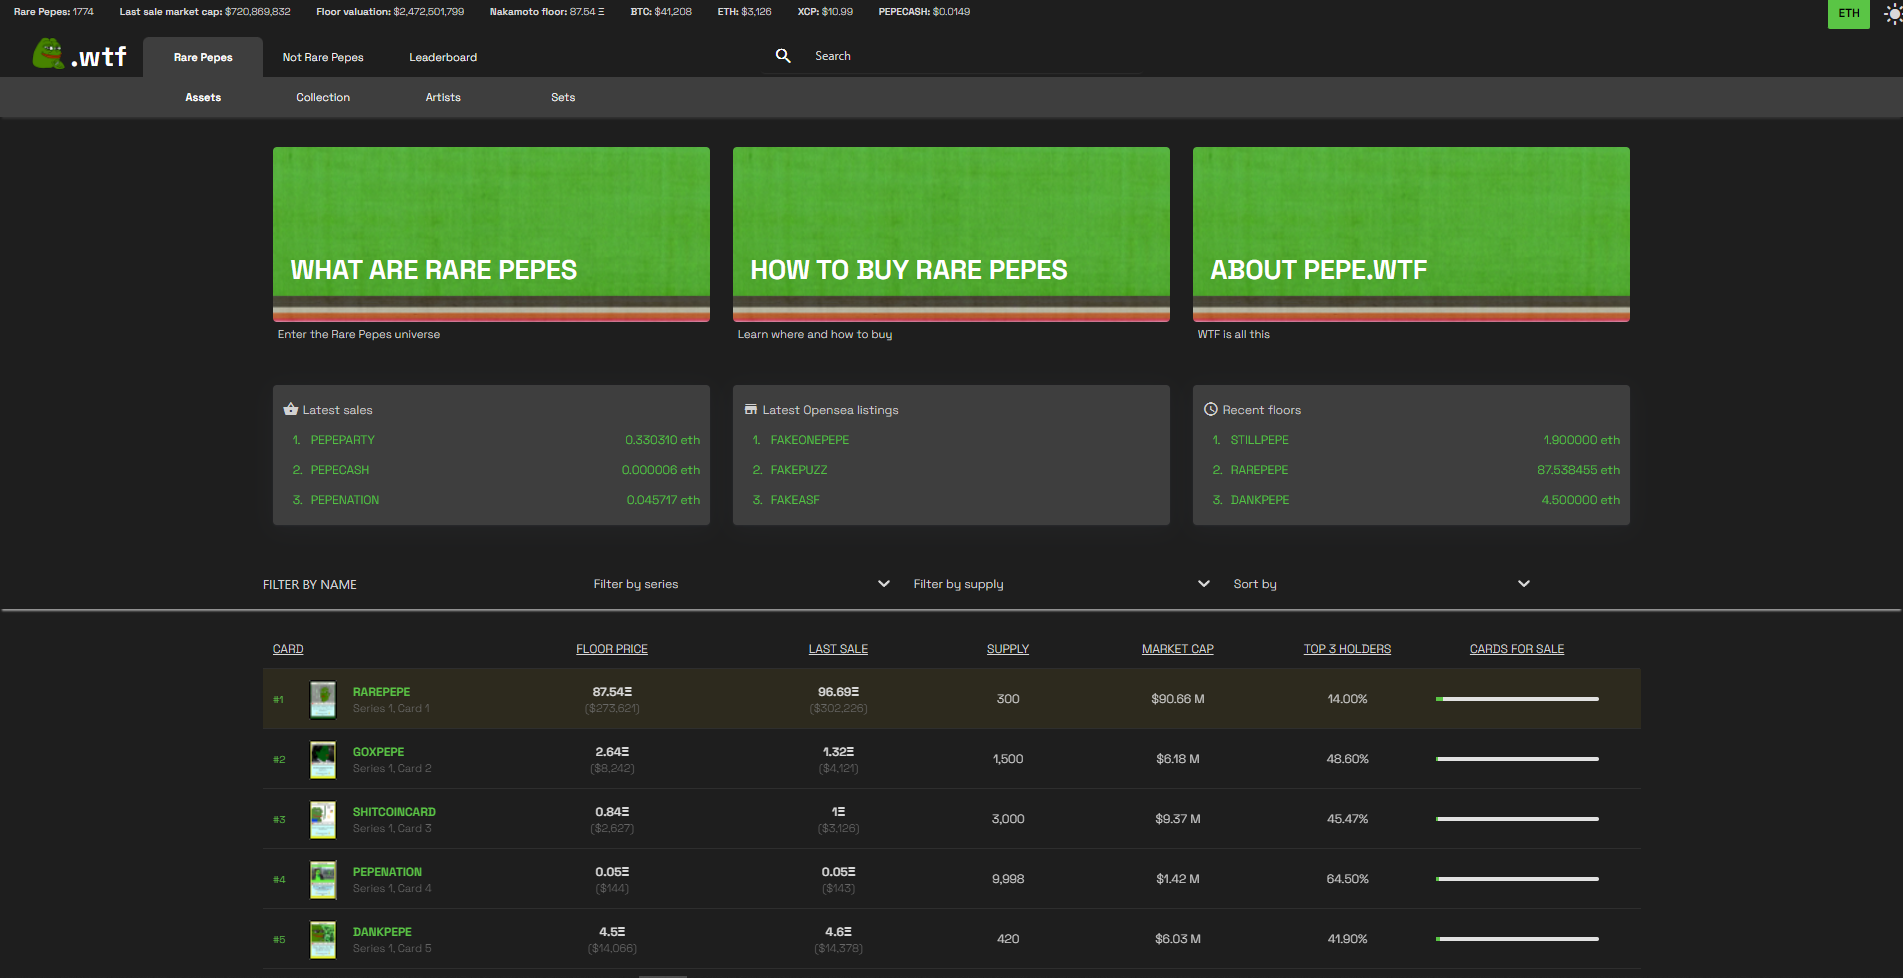 Rare Pepes: 1774 Last sale market cap: $720,869,832 Floor valuation: $2,472,501,799 Nakamoto floor: 87.54 Ξ BTC: $41,208 ETH: $3,126 XCP: $10.99 PEPECASH: $0.0149 ETH
.wtf Rare Pepes Not Rare Pepes Leaderboard Search
Assets Collection Artists Sets
WHAT ARE RARE PEPES
Enter the Rare Pepes universe
HOW TO BUY RARE PEPES
Learn where and how to buy
ABOUT PEPE.WTF
WTF is all this
Latest sales
1. PEPEPARTY 0.330310 eth
2. PEPECASH 0.000006 eth
3. PEPENATION 0.045717 eth
Latest Opensea listings
1. FAKEONEPEPE
2. FAKEPUZZ
3. FAKEASF
Recent floors
1. STILLPEPE 1.900000 eth
2. RAREPEPE 87.538455 eth
3. DANKPEPE 4.500000 eth
FILTER BY NAME Filter by series Filter by supply Sort by
CARD FLOOR PRICE LAST SALE SUPPLY MARKET CAP TOP 3 HOLDERS CARDS FOR SALE
#1 RAREPEPE 87.54Ξ 96.69Ξ 300 $90.66 M 14.00%
Series 1, Card 1 ($273,621) ($302,226)
#2 GOXPEPE 2.64Ξ 1.32Ξ 1,500 $6.18 M 48.60%
Series 1, Card 2 ($8,242) ($4,121)
#3 SHITCOINCARD 0.84Ξ 1Ξ 3,000 $9.37 M 45.47%
Series 1, Card 3 ($2,627) ($3,126)
#4 PEPENATION 0.05Ξ 0.05Ξ 9,998 $1.42 M 64.50%
Series 1, Card 4 ($144) ($143)
#5 DANKPEPE 4.5Ξ 4.6Ξ 420 $6.03 M 41.90%
Series 1, Card 5 ($14,066) ($14,378)